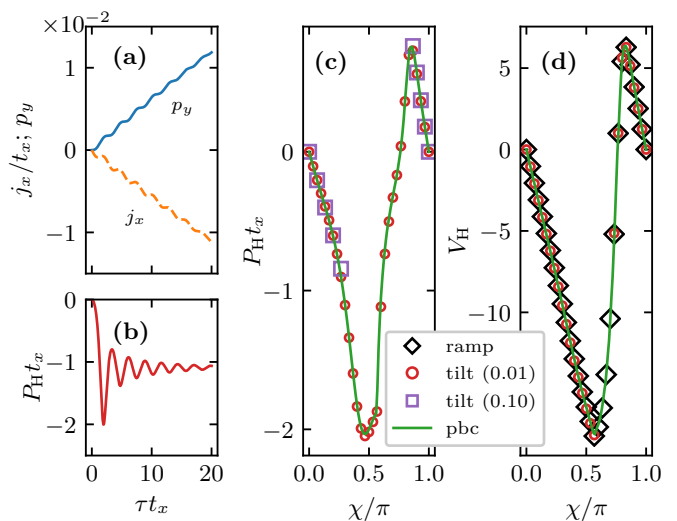 ×10⁻²
(a)
1
0
−1
j_x/t_x; p_y
p_y
j_x
(b)
0
−1
−2
P_H t_x
0
10
20
τt_x
(c)
0
−1
−2
P_H t_x
0.0
0.5
1.0
χ/π
(d)
5
0
−5
−10
V_H
0.0
0.5
1.0
χ/π
ramp
tilt (0.01)
tilt (0.10)
pbc